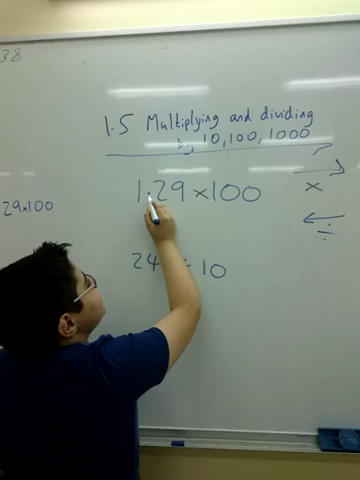 38
1.5 Multiplying and dividing
by 10,100,1000
1.29×100
29×100
×
÷
24 ÷ 10